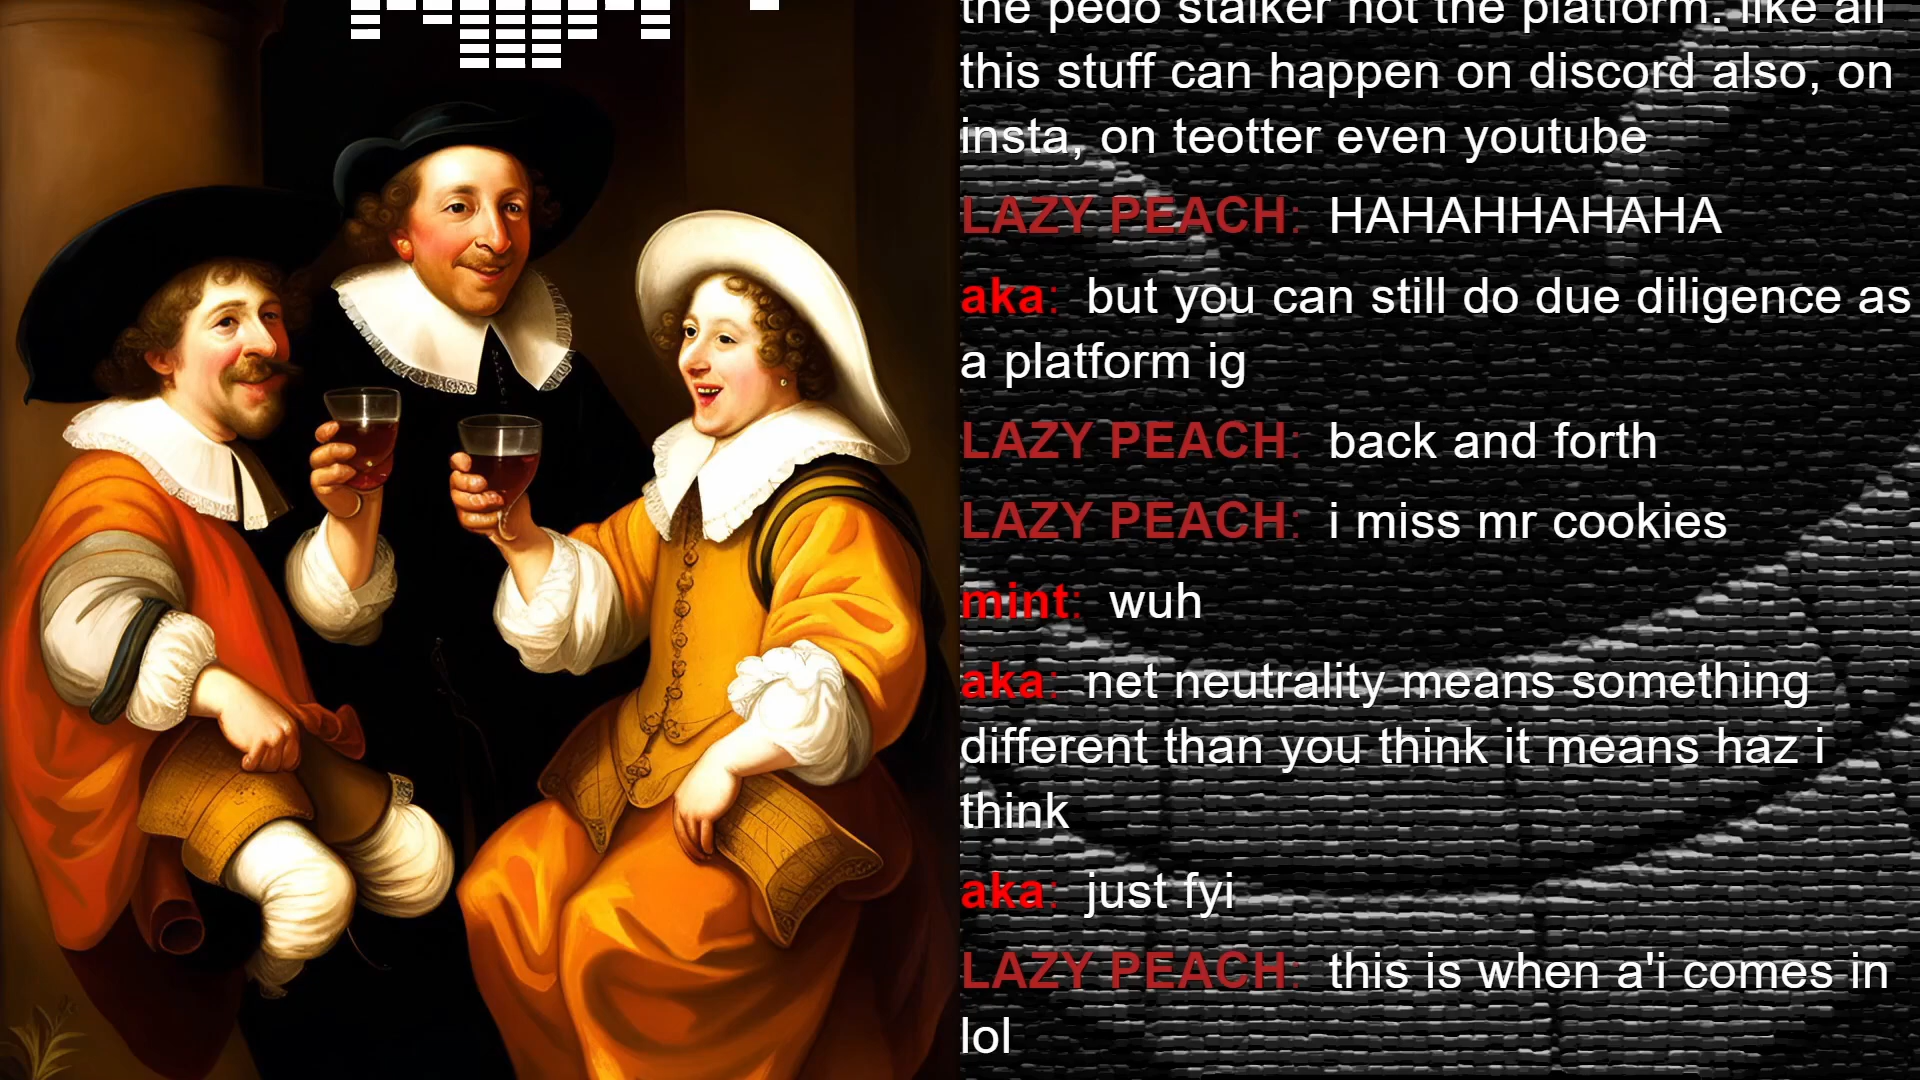 the pedo stalker not the platform. like all
this stuff can happen on discord also, on
insta, on teotter even youtube
LAZY PEACH: HAHAHHAHAHA
aka: but you can still do due diligence as
a platform ig
LAZY PEACH: back and forth
LAZY PEACH: i miss mr cookies
mint: wuh
aka: net neutrality means something
different than you think it means haz i
think
aka: just fyi
LAZY PEACH: this is when a'i comes in
lol